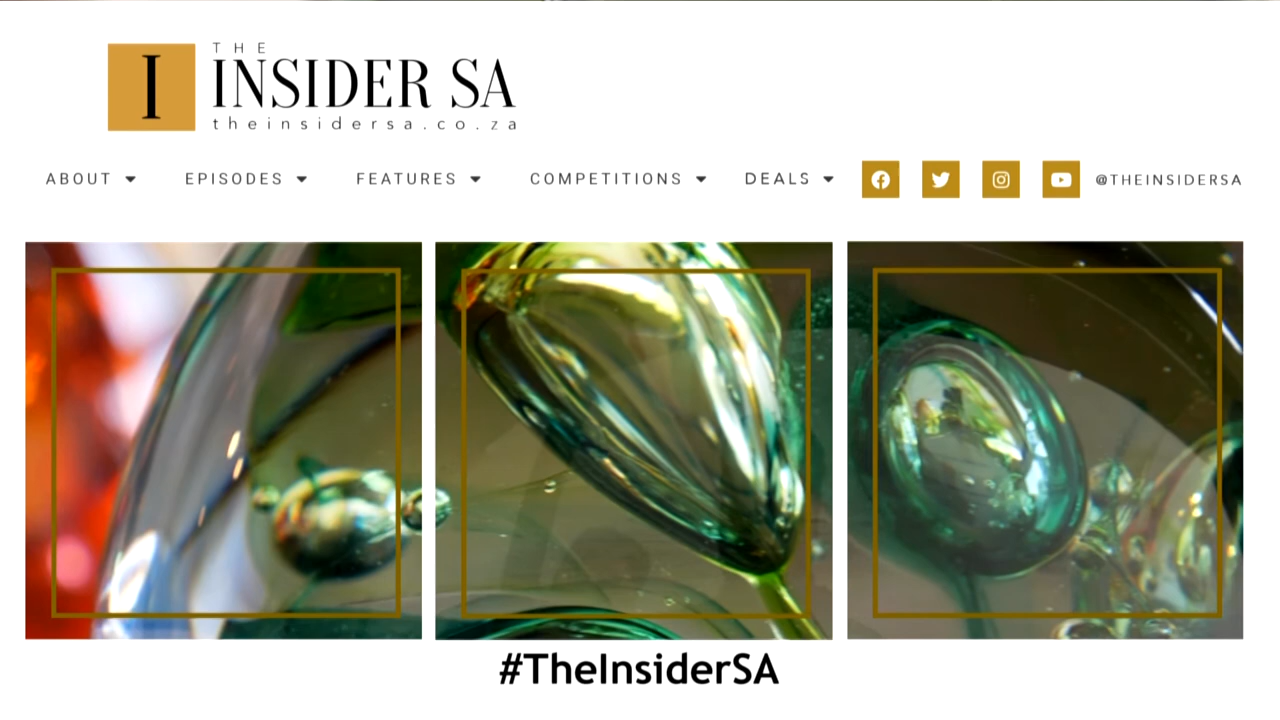 I
THE
INSIDER SA
theinsidersa.co.za
ABOUT EPISODES FEATURES COMPETITIONS DEALS @THEINSIDERSA
#TheInsiderSA